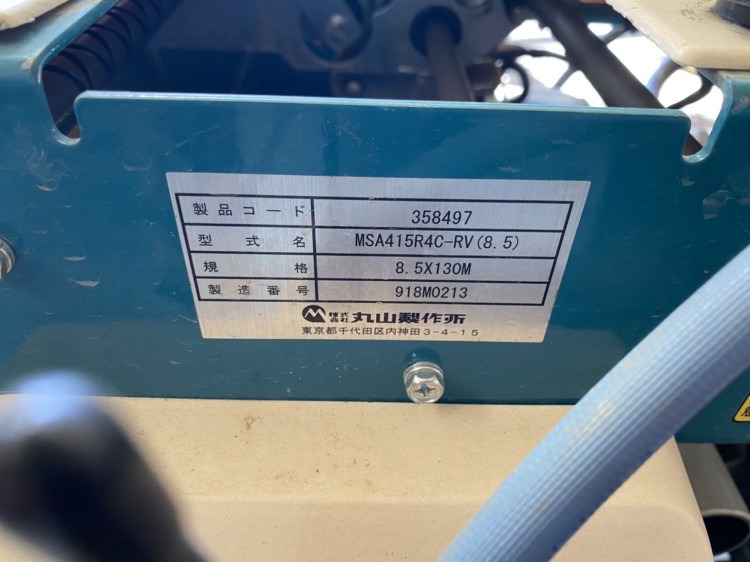 製品コード 358497
型式名 MSA415R4C-RV(8.5)
規格 8.5X130M
製造番号 918M0213
株式会社 丸山製作所
東京都千代田区内神田3-4-15